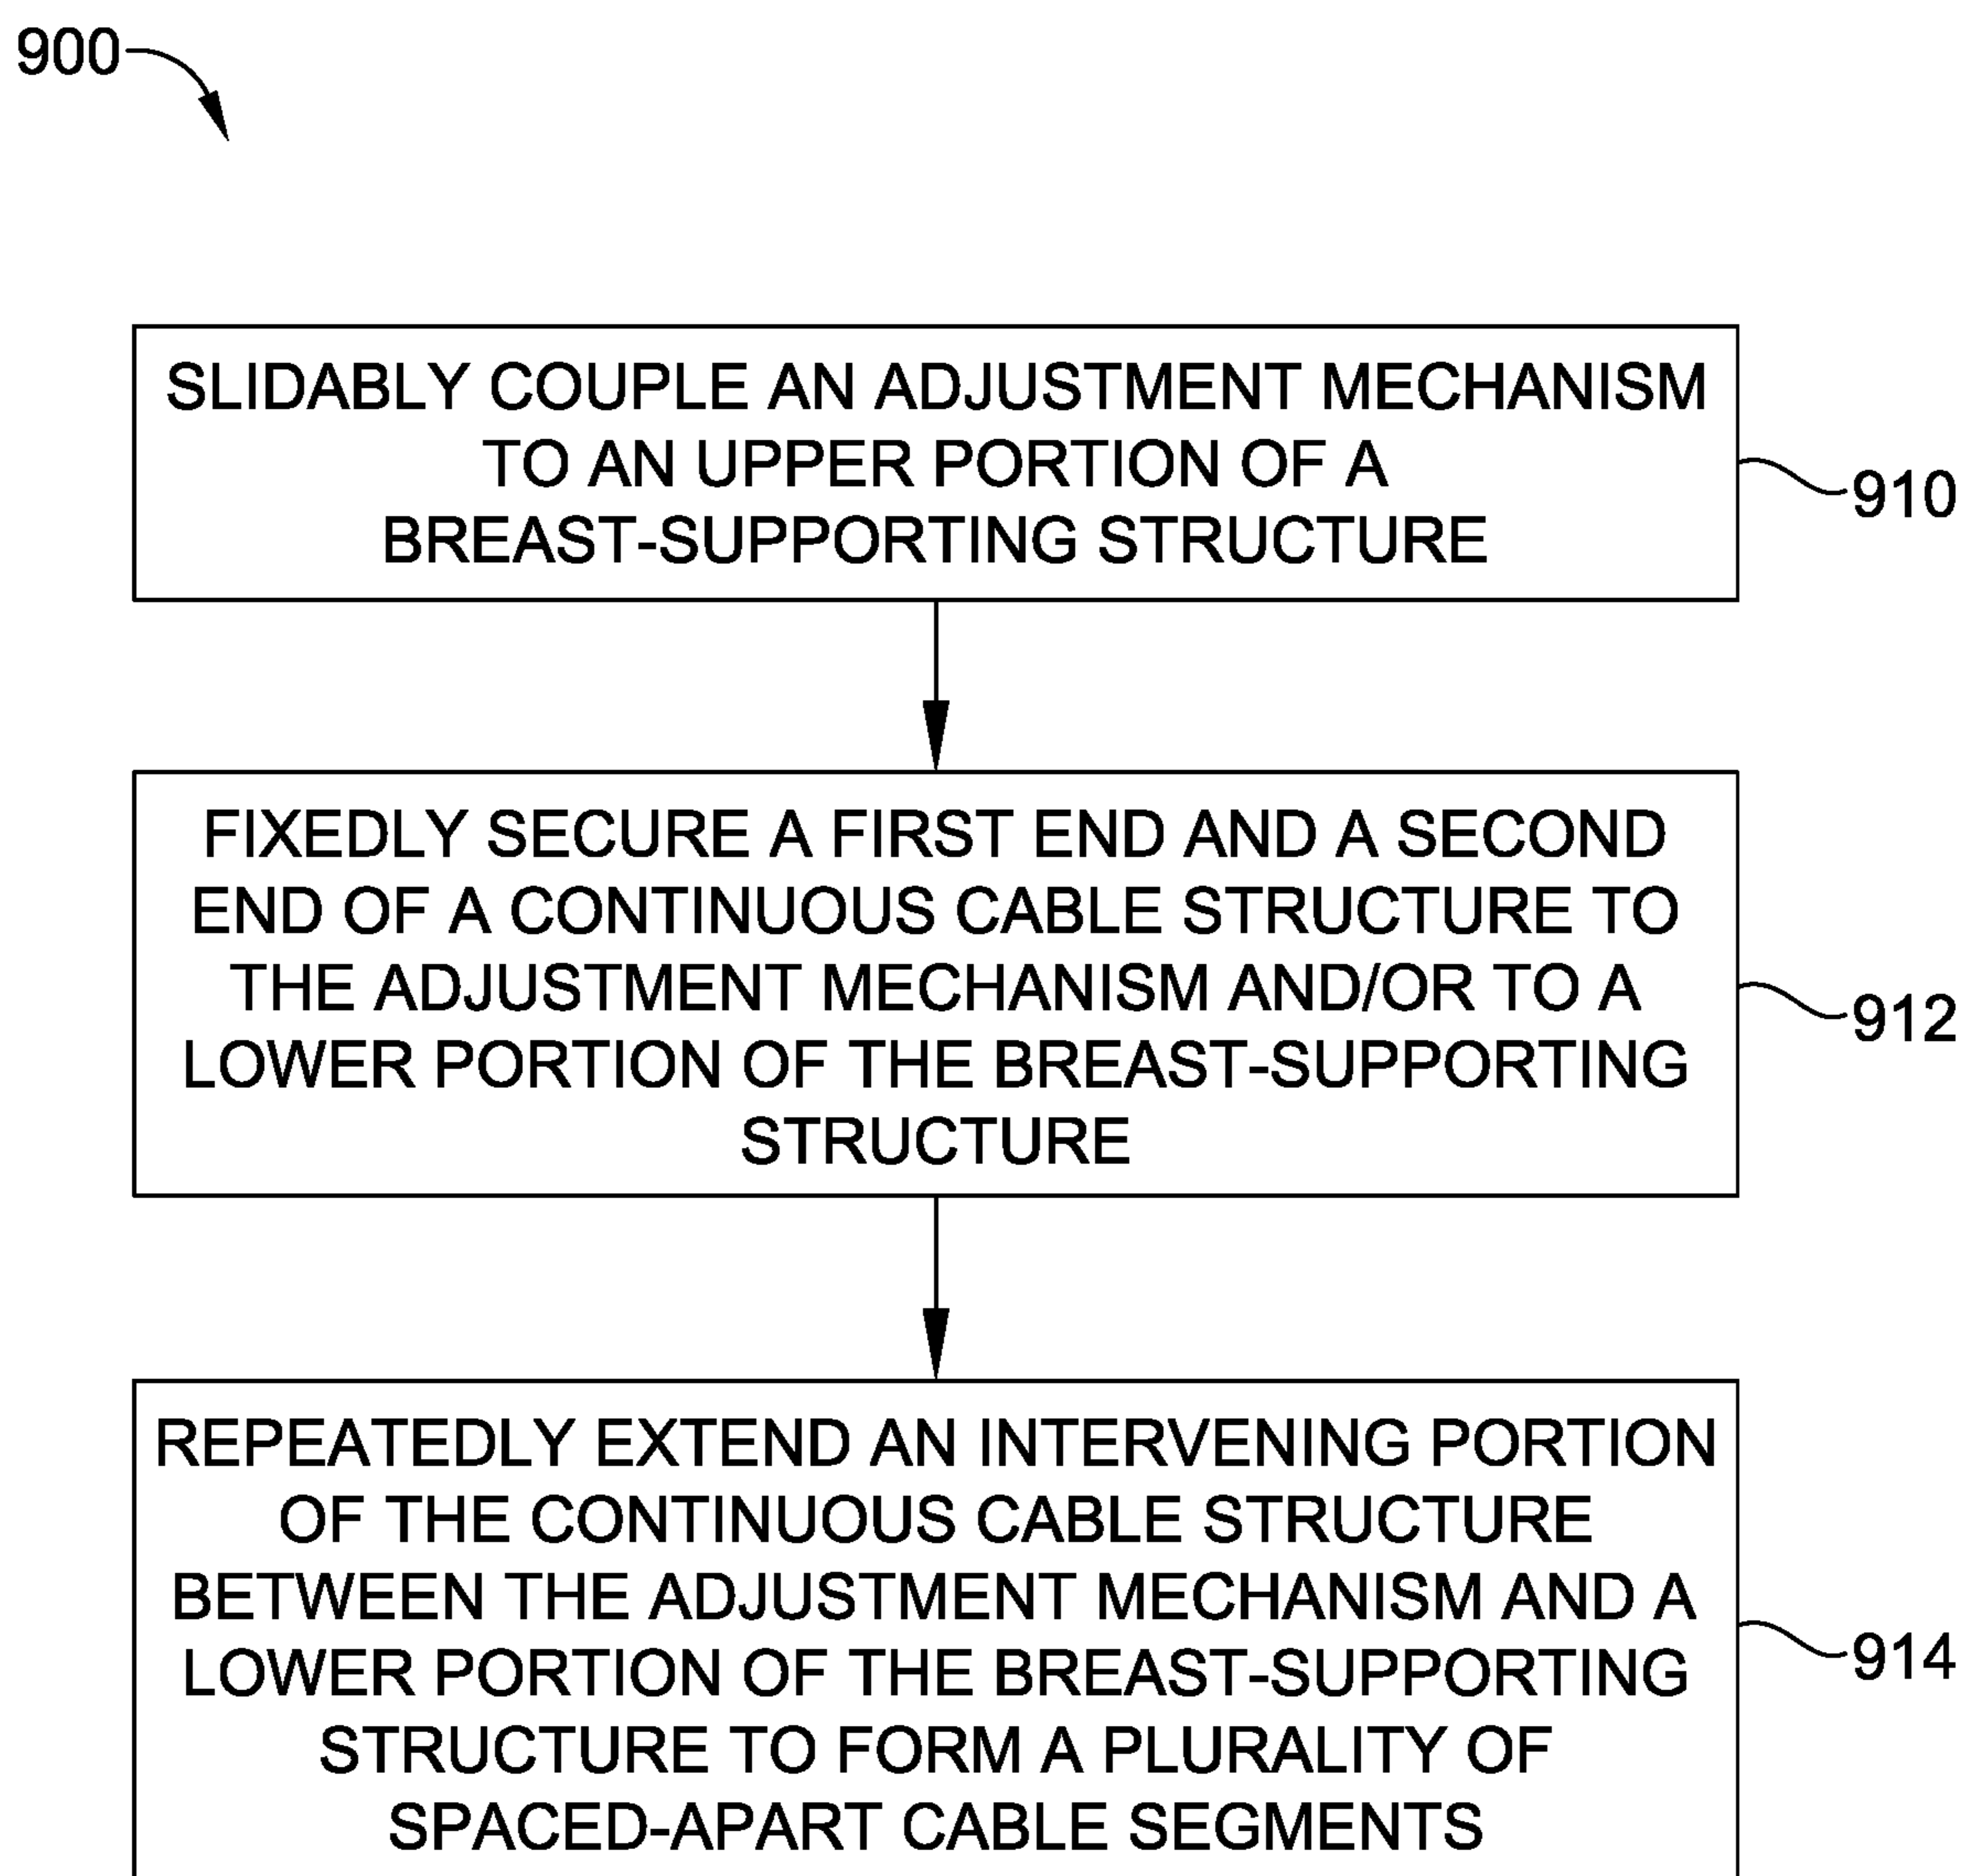 900
SLIDABLY COUPLE AN ADJUSTMENT MECHANISM
TO AN UPPER PORTION OF A
BREAST-SUPPORTING STRUCTURE
910
FIXEDLY SECURE A FIRST END AND A SECOND
END OF A CONTINUOUS CABLE STRUCTURE TO
THE ADJUSTMENT MECHANISM AND/OR TO A
LOWER PORTION OF THE BREAST-SUPPORTING
STRUCTURE
912
REPEATEDLY EXTEND AN INTERVENING PORTION
OF THE CONTINUOUS CABLE STRUCTURE
BETWEEN THE ADJUSTMENT MECHANISM AND A
LOWER PORTION OF THE BREAST-SUPPORTING
STRUCTURE TO FORM A PLURALITY OF
SPACED-APART CABLE SEGMENTS
914